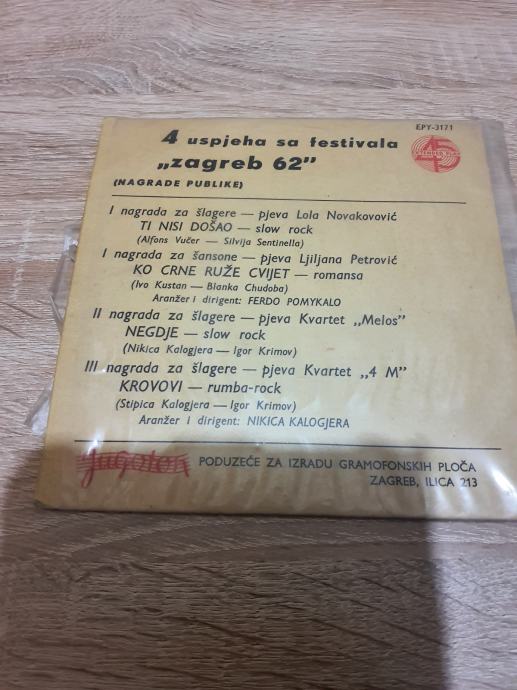 EPY-3171
4 uspjeha sa festivala
„zagreb 62”
(NAGRADE PUBLIKE)
45
EXTENDED PLAY
I nagrada za šlagere — pjeva Lola Novakovović
TI NISI DOŠAO — slow rock
(Alfons Vučer — Silvija Sentinella)
I nagrada za šansone — pjeva Ljiljana Petrović
KO CRNE RUŽE CVIJET — romansa
(Ivo Kustan — Blanka Chudoba)
Aranžer i dirigent: FERDO POMYKALO
II nagrada za šlagere — pjeva Kvartet „Melos”
NEGDJE — slow rock
(Nikica Kalogjera — Igor Krimov)
III nagrada za šlagere — pjeva Kvartet „4 M”
KROVOVI — rumba-rock
(Stipica Kalogjera — Igor Krimov)
Aranžer i dirigent: NIKICA KALOGJERA
Jugoton PODUZEĆE ZA IZRADU GRAMOFONSKIH PLOČA
ZAGREB, ILICA 213